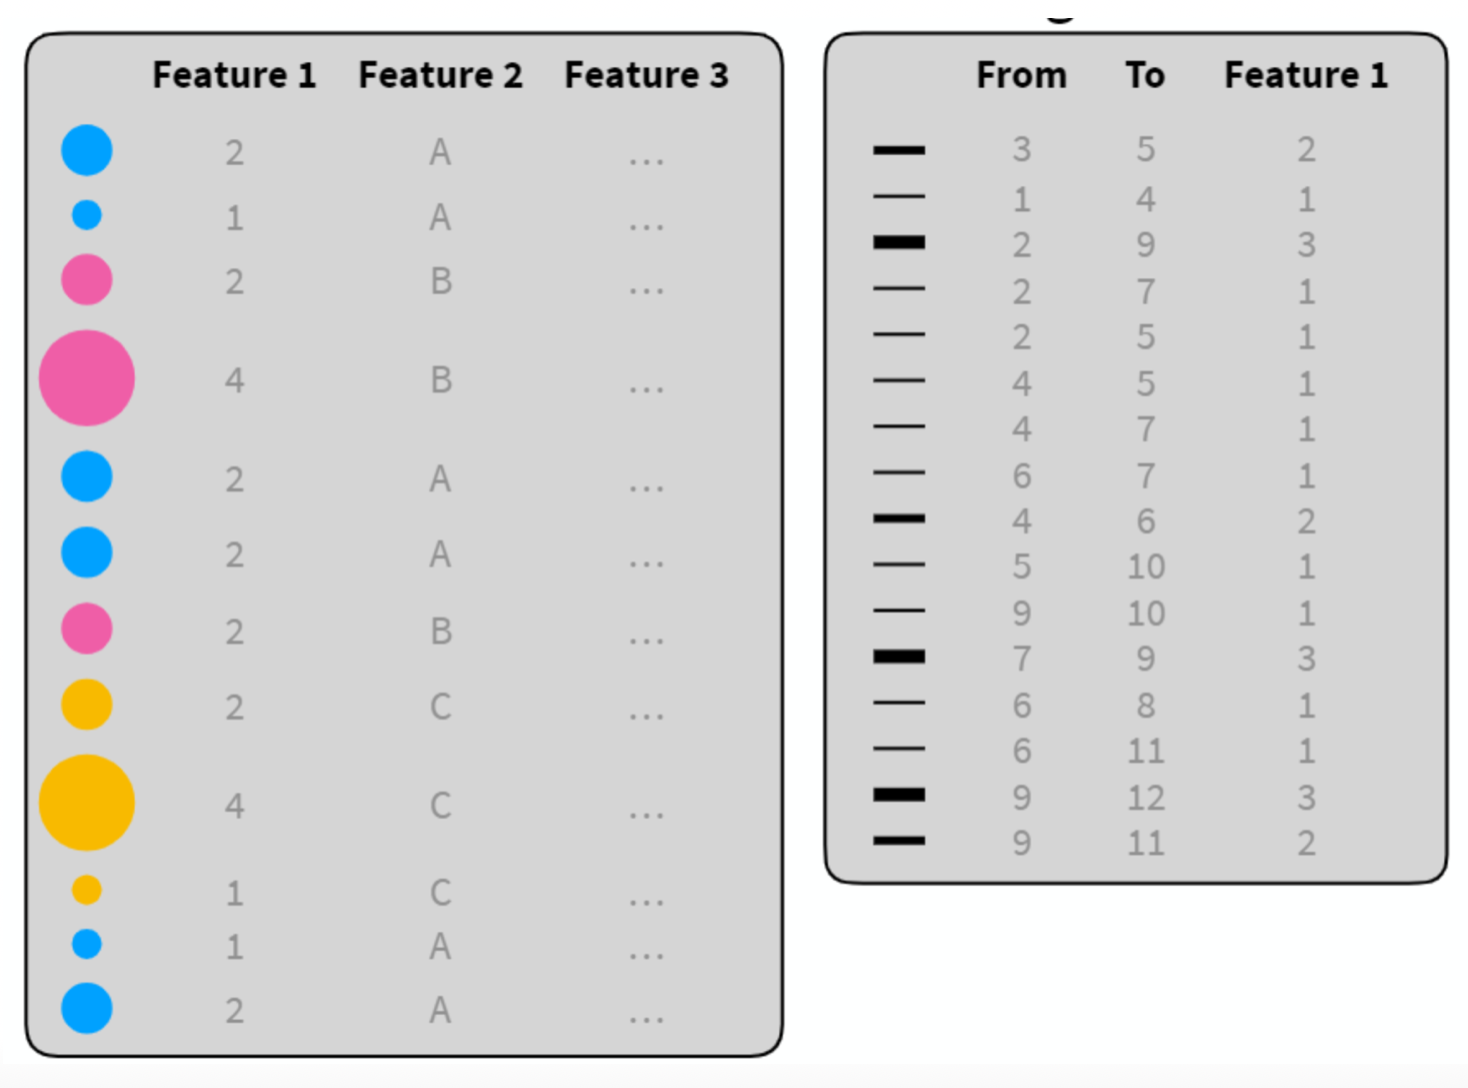 Feature 1 Feature 2 Feature 3
2 A ...
1 A ...
2 B ...
4 B ...
2 A ...
2 A ...
2 B ...
2 C ...
4 C ...
1 C ...
1 A ...
2 A ...
From To Feature 1
3 5 2
1 4 1
2 9 3
2 7 1
2 5 1
4 5 1
4 7 1
6 7 1
4 6 2
5 10 1
9 10 1
7 9 3
6 8 1
6 11 1
9 12 3
9 11 2